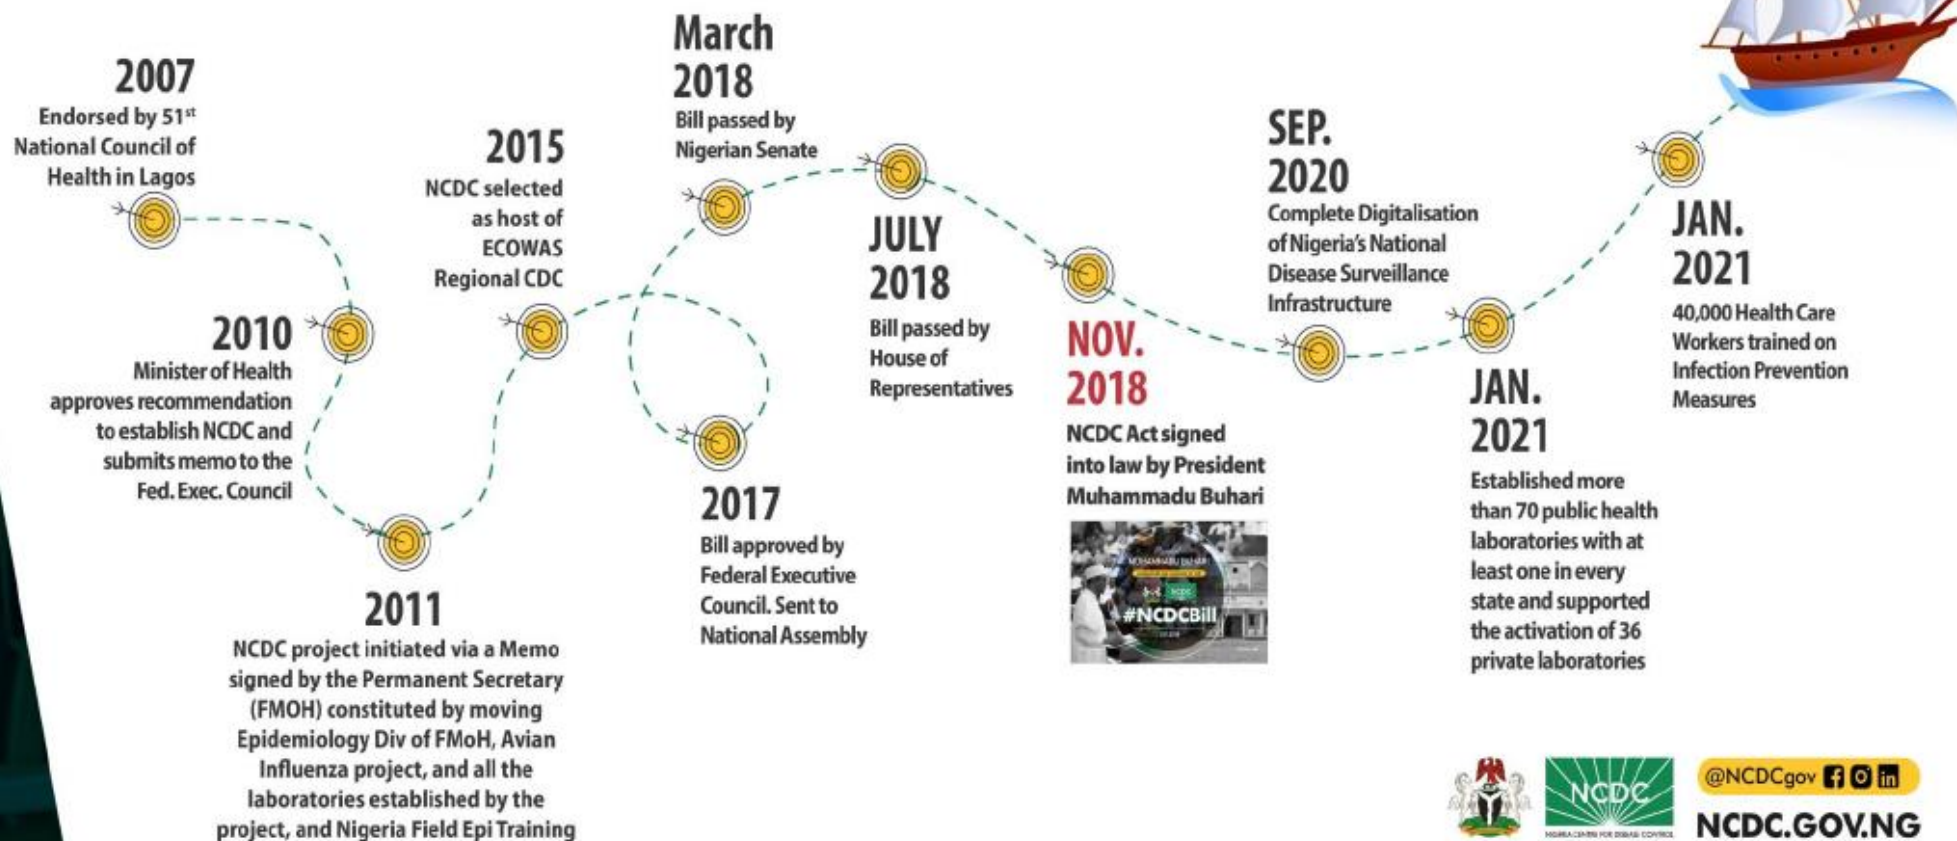 2007
Endorsed by 51st
National Council of
Health in Lagos
2010
Minister of Health
approves recommendation
to establish NCDC and
submits memo to the
Fed. Exec. Council
2011
NCDC project initiated via a Memo
signed by the Permanent Secretary
(FMOH) constituted by moving
Epidemiology Div of FMoH, Avian
Influenza project, and all the
laboratories established by the
project, and Nigeria Field Epi Training
2015
NCDC selected
as host of
ECOWAS
Regional CDC
2017
Bill approved by
Federal Executive
Council. Sent to
National Assembly
March
2018
Bill passed by
Nigerian Senate
JULY
2018
Bill passed by
House of
Representatives
NOV.
2018
NCDC Act signed
into law by President
Muhammadu Buhari
MUHAMMADU BUHARI
NCDC
#NCDCBill
SEP.
2020
Complete Digitalisation
of Nigeria's National
Disease Surveillance
Infrastructure
JAN.
2021
Established more
than 70 public health
laboratories with at
least one in every
state and supported
the activation of 36
private laboratories
JAN.
2021
40,000 Health Care
Workers trained on
Infection Prevention
Measures
NCDC
NIGERIA CENTRE FOR DISEASE CONTROL
@NCDCgov
NCDC.GOV.NG